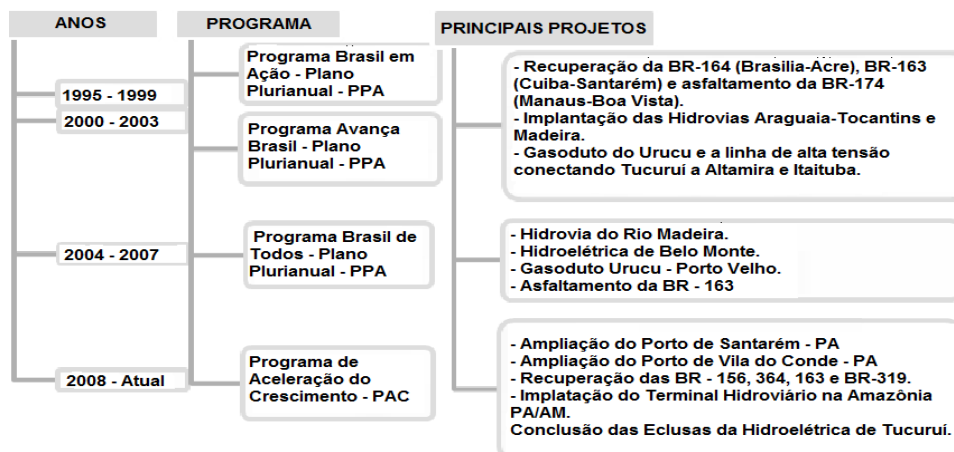 ANOS
PROGRAMA
PRINCIPAIS PROJETOS
1995 - 1999
2000 - 2003
2004 - 2007
2008 - Atual
Programa Brasil em
Ação - Plano
Plurianual - PPA
Programa Avança
Brasil - Plano
Plurianual - PPA
Programa Brasil de
Todos - Plano
Plurianual - PPA
Programa de
Aceleração do
Crescimento - PAC
- Recuperação da BR-164 (Brasilia-Acre), BR-163
(Cuiba-Santarém) e asfaltamento da BR-174
(Manaus-Boa Vista).
- Implantação das Hidrovias Araguaia-Tocantins e
Madeira.
- Gasoduto do Urucu e a linha de alta tensão
conectando Tucuruí a Altamira e Itaituba.
- Hidrovia do Rio Madeira.
- Hidroelétrica de Belo Monte.
- Gasoduto Urucu - Porto Velho.
- Asfaltamento da BR - 163
- Ampliação do Porto de Santarém - PA
- Ampliação do Porto de Vila do Conde - PA
- Recuperação das BR - 156, 364, 163 e BR-319.
- Implatação do Terminal Hidroviário na Amazônia
PA/AM.
Conclusão das Eclusas da Hidroelétrica de Tucuruí.